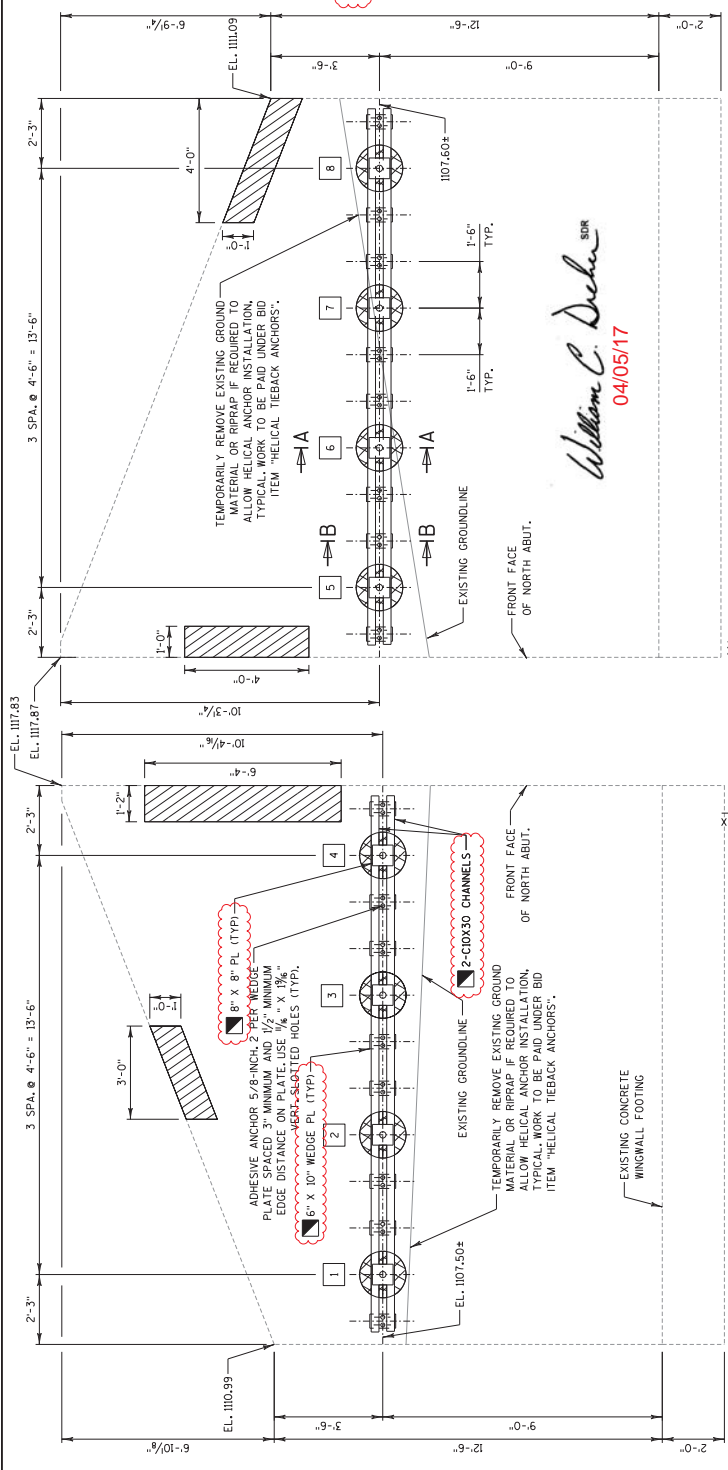 3 SPA. @ 4'-6" = 13'-6"
2'-3"
2'-3"
EL. 1110.99
EL. 1117.83
EL. 1117.87
6'-10⅛"
3'-6"
12'-6"
9'-0"
2'-0"
3'-0"
1'-0"
1'-2"
6'-4"
10'-4 1/16"
8" X 8" PL (TYP)
ADHESIVE ANCHOR 5/8-INCH. 2 PER WEDGE
PLATE SPACED 3" MINIMUM AND 1½" MINIMUM
EDGE DISTANCE ON PLATE. USE 11/16 " X 1 9/16 "
VERT. SLOTTED HOLES (TYP).
6" X 10" WEDGE PL (TYP)
1
2
3
4
EL. 1107.50±
EXISTING GROUNDLINE
2-C10X30 CHANNELS
TEMPORARILY REMOVE EXISTING GROUND
MATERIAL OR RIPRAP IF REQUIRED TO
ALLOW HELICAL ANCHOR INSTALLATION,
TYPICAL. WORK TO BE PAID UNDER BID
ITEM "HELICAL TIEBACK ANCHORS".
FRONT FACE
OF NORTH ABUT.
EXISTING CONCRETE
WINGWALL FOOTING
3 SPA. @ 4'-6" = 13'-6"
2'-3"
2'-3"
10'-3¼"
4'-0"
1'-0"
4'-0"
1'-0"
EL. 1111.09
6'-9¼"
3'-6"
12'-6"
9'-0"
2'-0"
TEMPORARILY REMOVE EXISTING GROUND
MATERIAL OR RIPRAP IF REQUIRED TO
ALLOW HELICAL ANCHOR INSTALLATION,
TYPICAL. WORK TO BE PAID UNDER BID
ITEM "HELICAL TIEBACK ANCHORS".
5
6
7
8
B
B
A
A
1107.60±
1'-6"
TYP.
1'-6"
TYP.
EXISTING GROUNDLINE
FRONT FACE
OF NORTH ABUT.
William C. Dreher
SDR
04/05/17